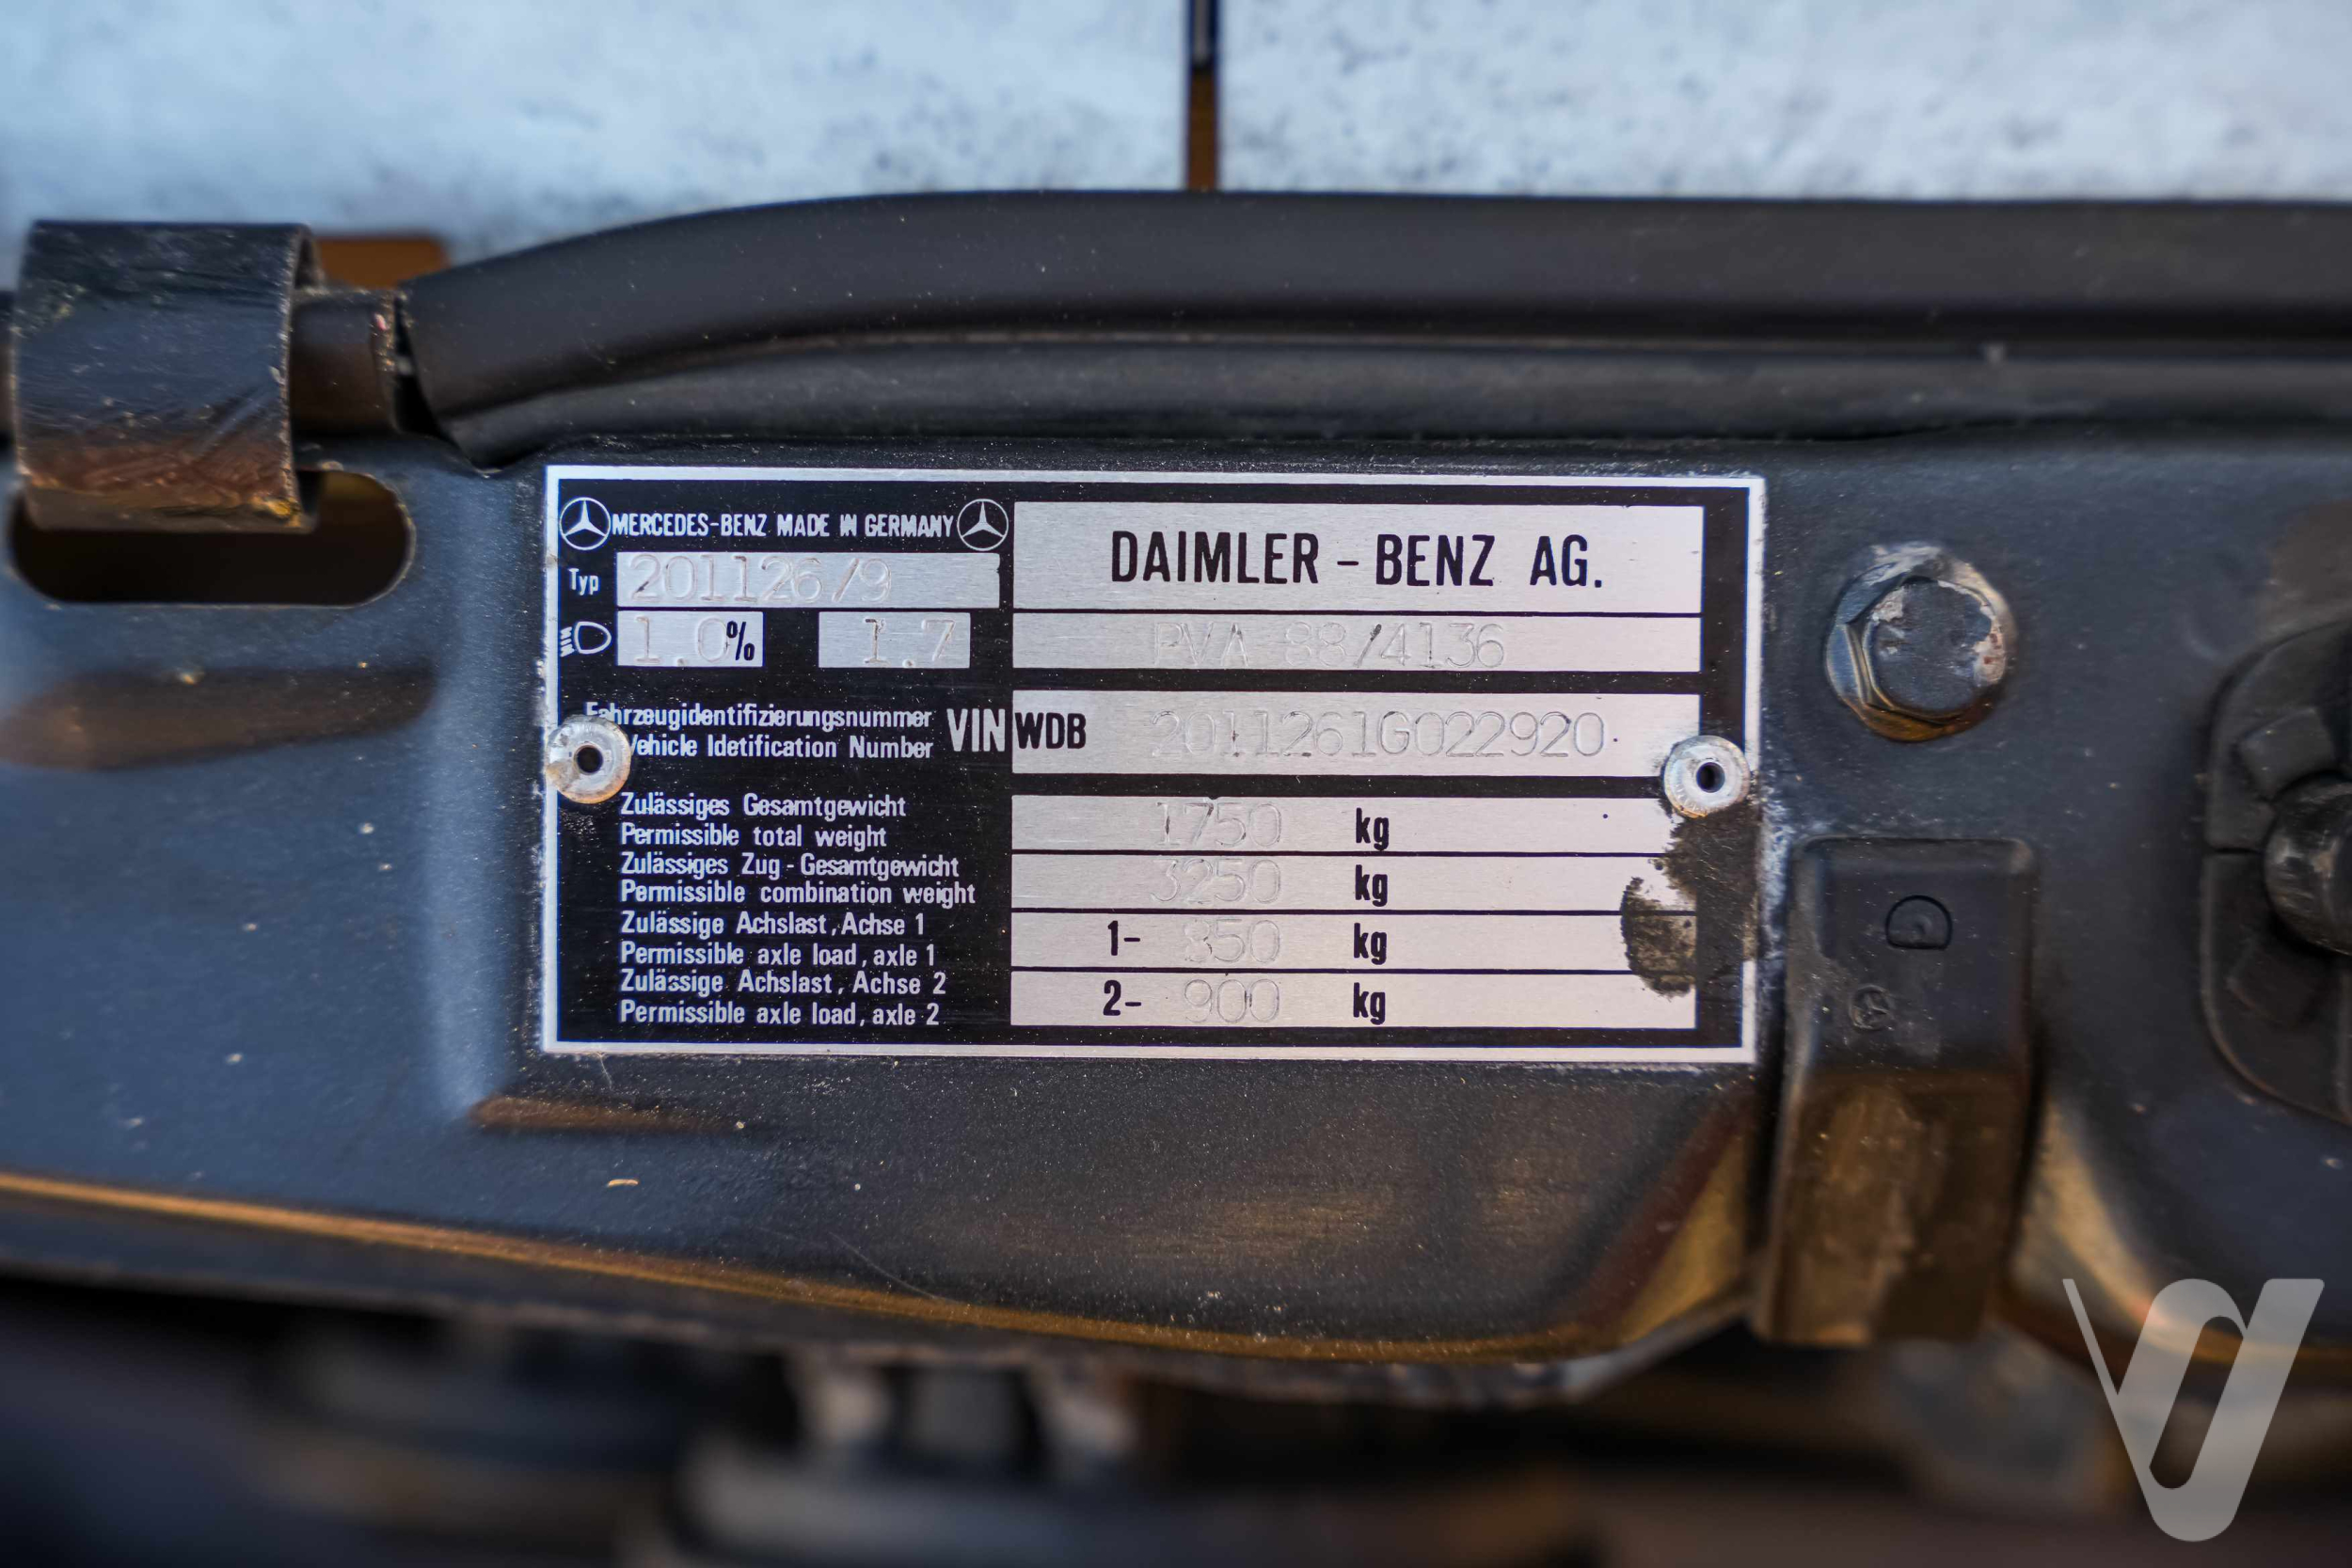 MERCEDES-BENZ MADE IN GERMANY
DAIMLER - BENZ AG.
Typ 201126/9
1.0% 1.7
PVA 88/4136
Fahrzeugidentifizierungsnummer
Vehicle Idetification Number
VIN WDB 2011261G022920
Zulässiges Gesamtgewicht
Permissible total weight
1750 kg
Zulässiges Zug - Gesamtgewicht
Permissible combination weight
3250 kg
Zulässige Achslast, Achse 1
Permissible axle load, axle 1
1- 850 kg
Zulässige Achslast, Achse 2
Permissible axle load, axle 2
2- 900 kg